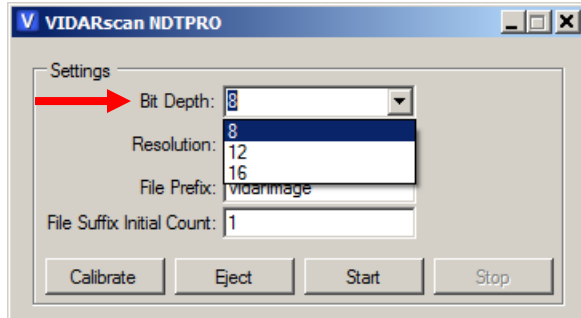 V VIDARscan NDTPRO
Settings
Bit Depth: 8
8
Resolution:
12
16
File Prefix: vidarimage
File Suffix Initial Count: 1
Calibrate Eject Start Stop